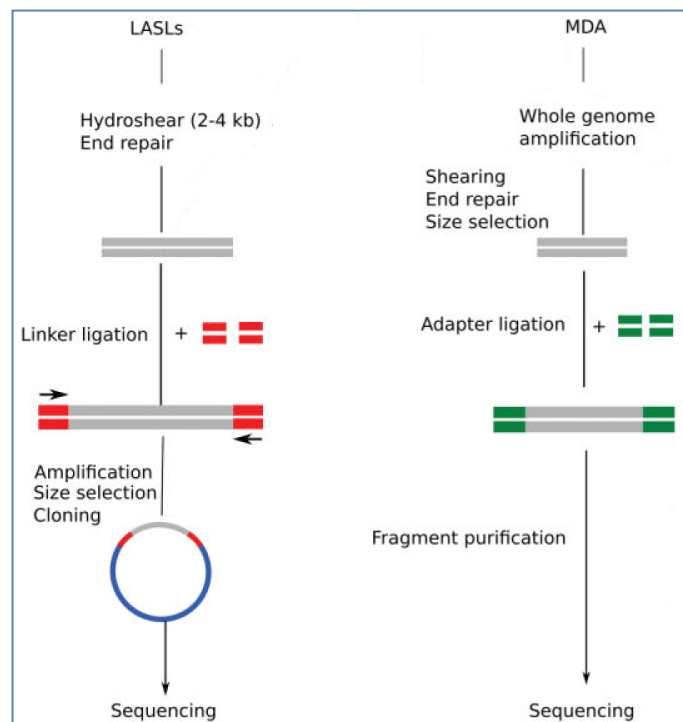 LASLs
Hydroshear (2-4 kb)
End repair
Linker ligation
+
Amplification
Size selection
Cloning
Sequencing
MDA
Whole genome
amplification
Shearing
End repair
Size selection
Adapter ligation
+
Fragment purification
Sequencing